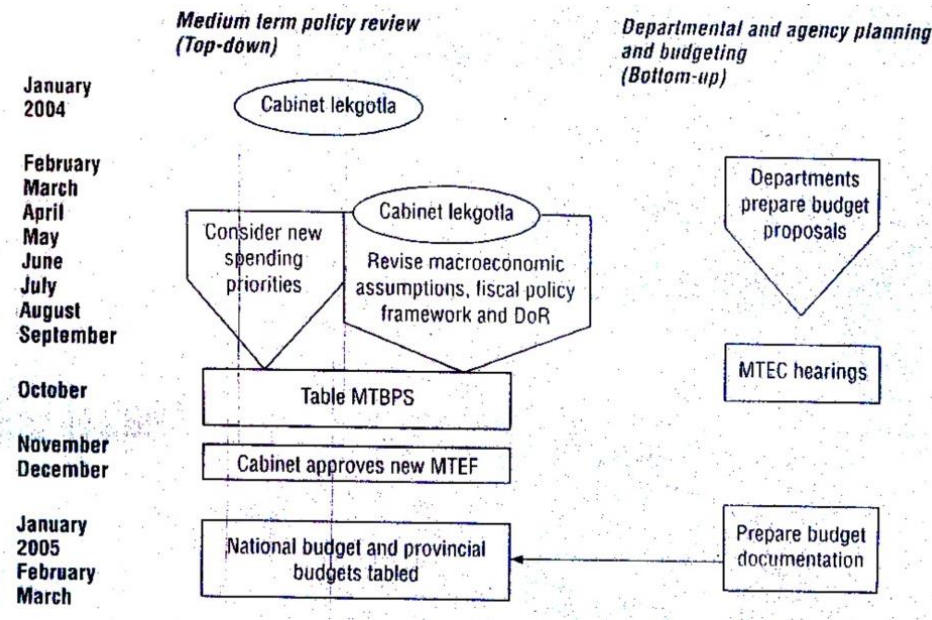 Medium term policy review
(Top-down)
Departmental and agency planning
and budgeting
(Bottom-up)
January
2004
Cabinet lekgotla
February
March
April
May
June
July
August
September
Consider new
spending
priorities
Cabinet lekgotla
Revise macroeconomic
assumptions, fiscal policy
framework and DoR
Departments
prepare budget
proposals
MTEC hearings
October
Table MTBPS
November
December
Cabinet approves new MTEF
January
2005
February
March
National budget and provincial
budgets tabled
Prepare budget
documentation